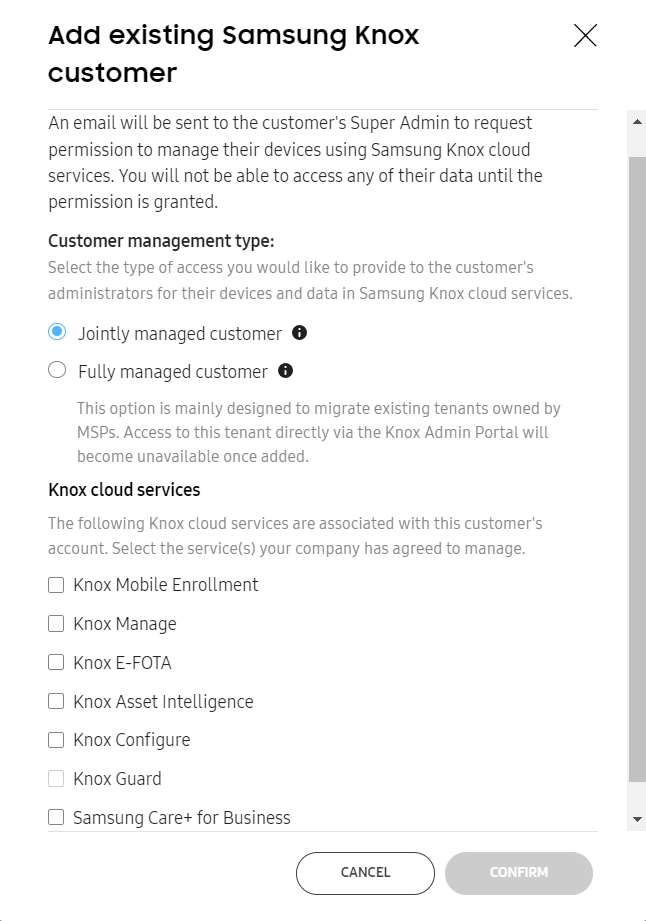 Add existing Samsung Knox
customer
An email will be sent to the customer's Super Admin to request
permission to manage their devices using Samsung Knox cloud
services. You will not be able to access any of their data until the
permission is granted.
Customer management type:
Select the type of access you would like to provide to the customer's
administrators for their devices and data in Samsung Knox cloud services.
Jointly managed customer
Fully managed customer
This option is mainly designed to migrate existing tenants owned by
MSPs. Access to this tenant directly via the Knox Admin Portal will
become unavailable once added.
Knox cloud services
The following Knox cloud services are associated with this customer's
account. Select the service(s) your company has agreed to manage.
Knox Mobile Enrollment
Knox Manage
Knox E-FOTA
Knox Asset Intelligence
Knox Configure
Knox Guard
Samsung Care+ for Business
CANCEL
CONFIRM